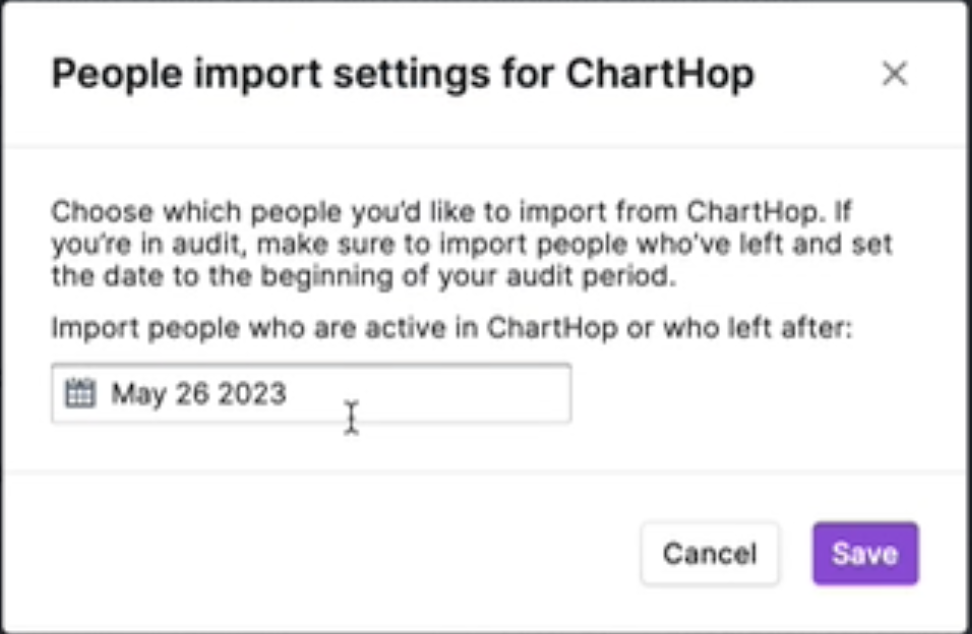 People import settings for ChartHop
Choose which people you'd like to import from ChartHop. If
you're in audit, make sure to import people who've left and set
the date to the beginning of your audit period.
Import people who are active in ChartHop or who left after:
May 26 2023
Cancel
Save